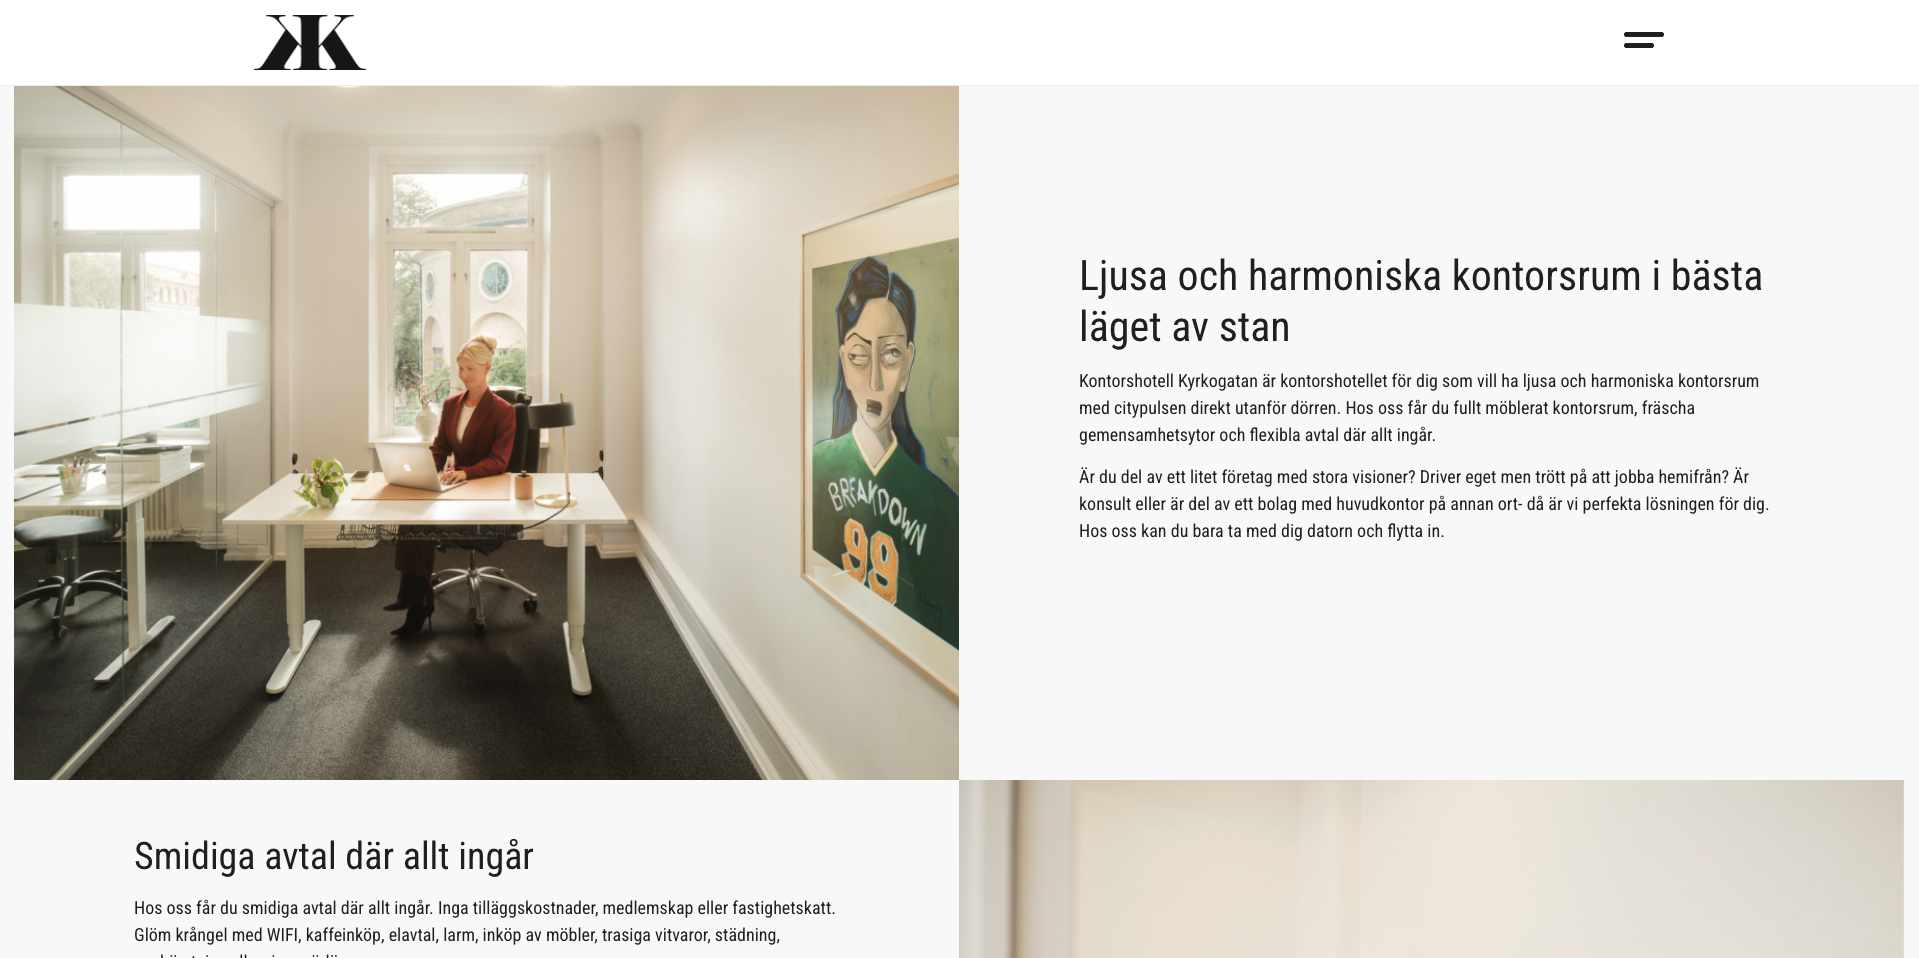 KK
Ljusa och harmoniska kontorsrum i bästa
läget av stan
Kontorshotell Kyrkogatan är kontorshotellet för dig som vill ha ljusa och harmoniska kontorsrum
med citypulsen direkt utanför dörren. Hos oss får du fullt möblerat kontorsrum, fräscha
gemensamhetsytor och flexibla avtal där allt ingår.
Är du del av ett litet företag med stora visioner? Driver eget men trött på att jobba hemifrån? Är
konsult eller är del av ett bolag med huvudkontor på annan ort- då är vi perfekta lösningen för dig.
Hos oss kan du bara ta med dig datorn och flytta in.
BREAKDOWN
99
Smidiga avtal där allt ingår
Hos oss får du smidiga avtal där allt ingår. Inga tilläggskostnader, medlemskap eller fastighetskatt.
Glöm krångel med WIFI, kaffeinköp, elavtal, larm, inköp av möbler, trasiga vitvaror, städning,